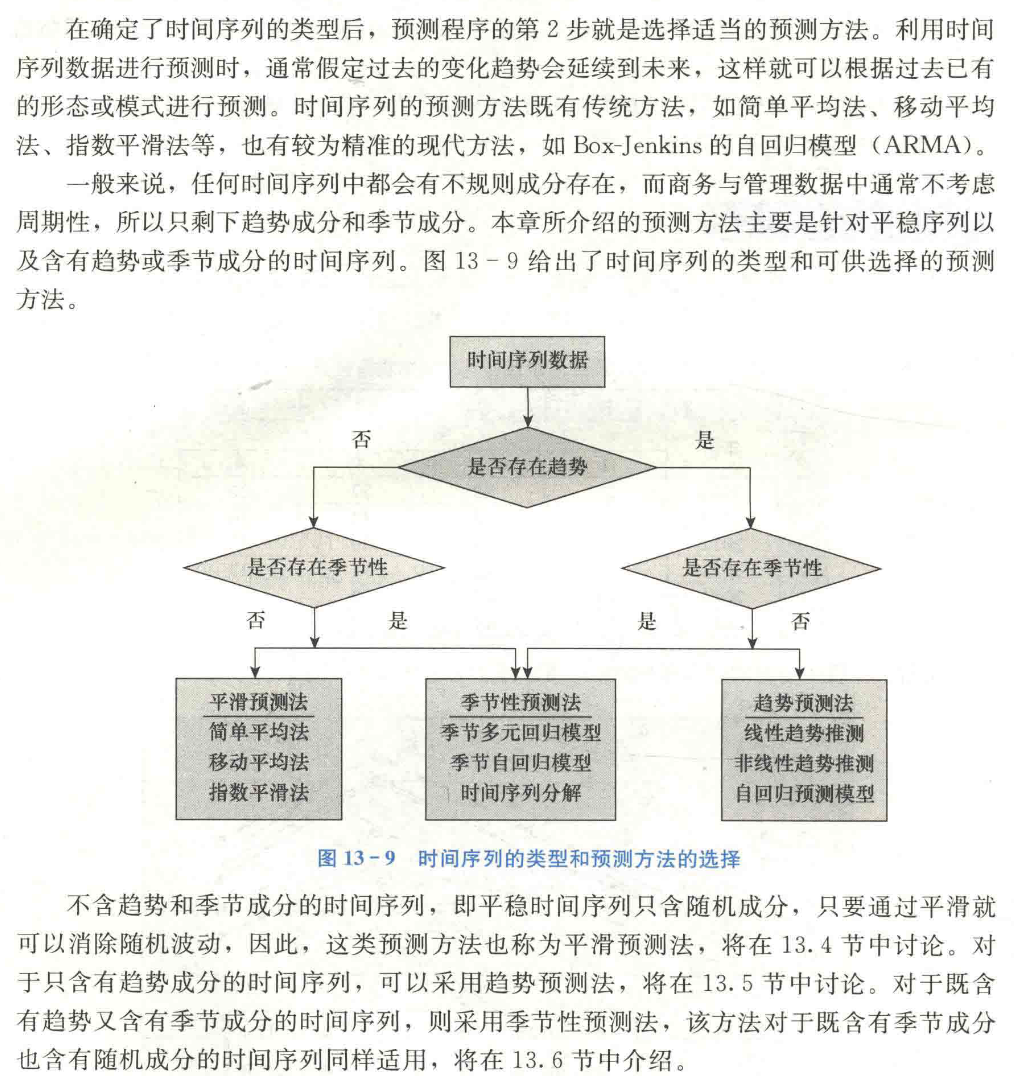 在确定了时间序列的类型后，预测程序的第 2 步就是选择适当的预测方法。利用时间
序列数据进行预测时，通常假定过去的变化趋势会延续到未来，这样就可以根据过去已有
的形态或模式进行预测。时间序列的预测方法既有传统方法，如简单平均法、移动平均
法、指数平滑法等，也有较为精准的现代方法，如 Box-Jenkins 的自回归模型（ARMA）。
一般来说，任何时间序列中都会有不规则成分存在，而商务与管理数据中通常不考虑
周期性，所以只剩下趋势成分和季节成分。本章所介绍的预测方法主要是针对平稳序列以
及含有趋势或季节成分的时间序列。图 13-9 给出了时间序列的类型和可供选择的预测
方法。
时间序列数据
否
是
是否存在趋势
是否存在季节性
是否存在季节性
否
是
是
否
平滑预测法
简单平均法
移动平均法
指数平滑法
季节性预测法
季节多元回归模型
季节自回归模型
时间序列分解
趋势预测法
线性趋势推测
非线性趋势推测
自回归预测模型
图 13-9 时间序列的类型和预测方法的选择
不含趋势和季节成分的时间序列，即平稳时间序列只含随机成分，只要通过平滑就
可以消除随机波动，因此，这类预测方法也称为平滑预测法，将在 13.4 节中讨论。对
于只含有趋势成分的时间序列，可以采用趋势预测法，将在 13.5 节中讨论。对于既含
有趋势又含有季节成分的时间序列，则采用季节性预测法，该方法对于既含有季节成分
也含有随机成分的时间序列同样适用，将在 13.6 节中介绍。